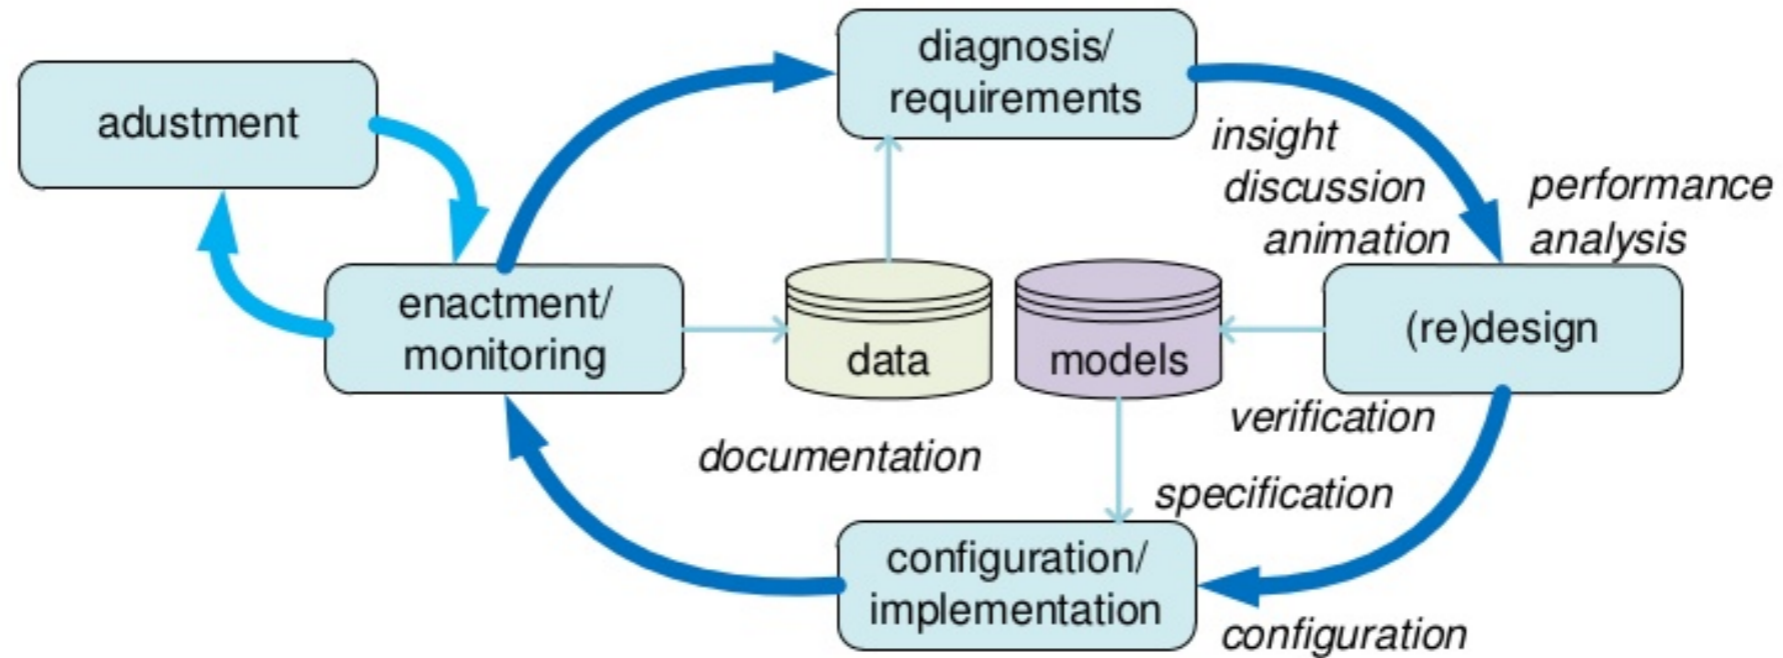 diagnosis/
requirements
adustment
insight
discussion
animation
performance
analysis
enactment/
monitoring
data
models
(re)design
verification
documentation
specification
configuration/
implementation
configuration